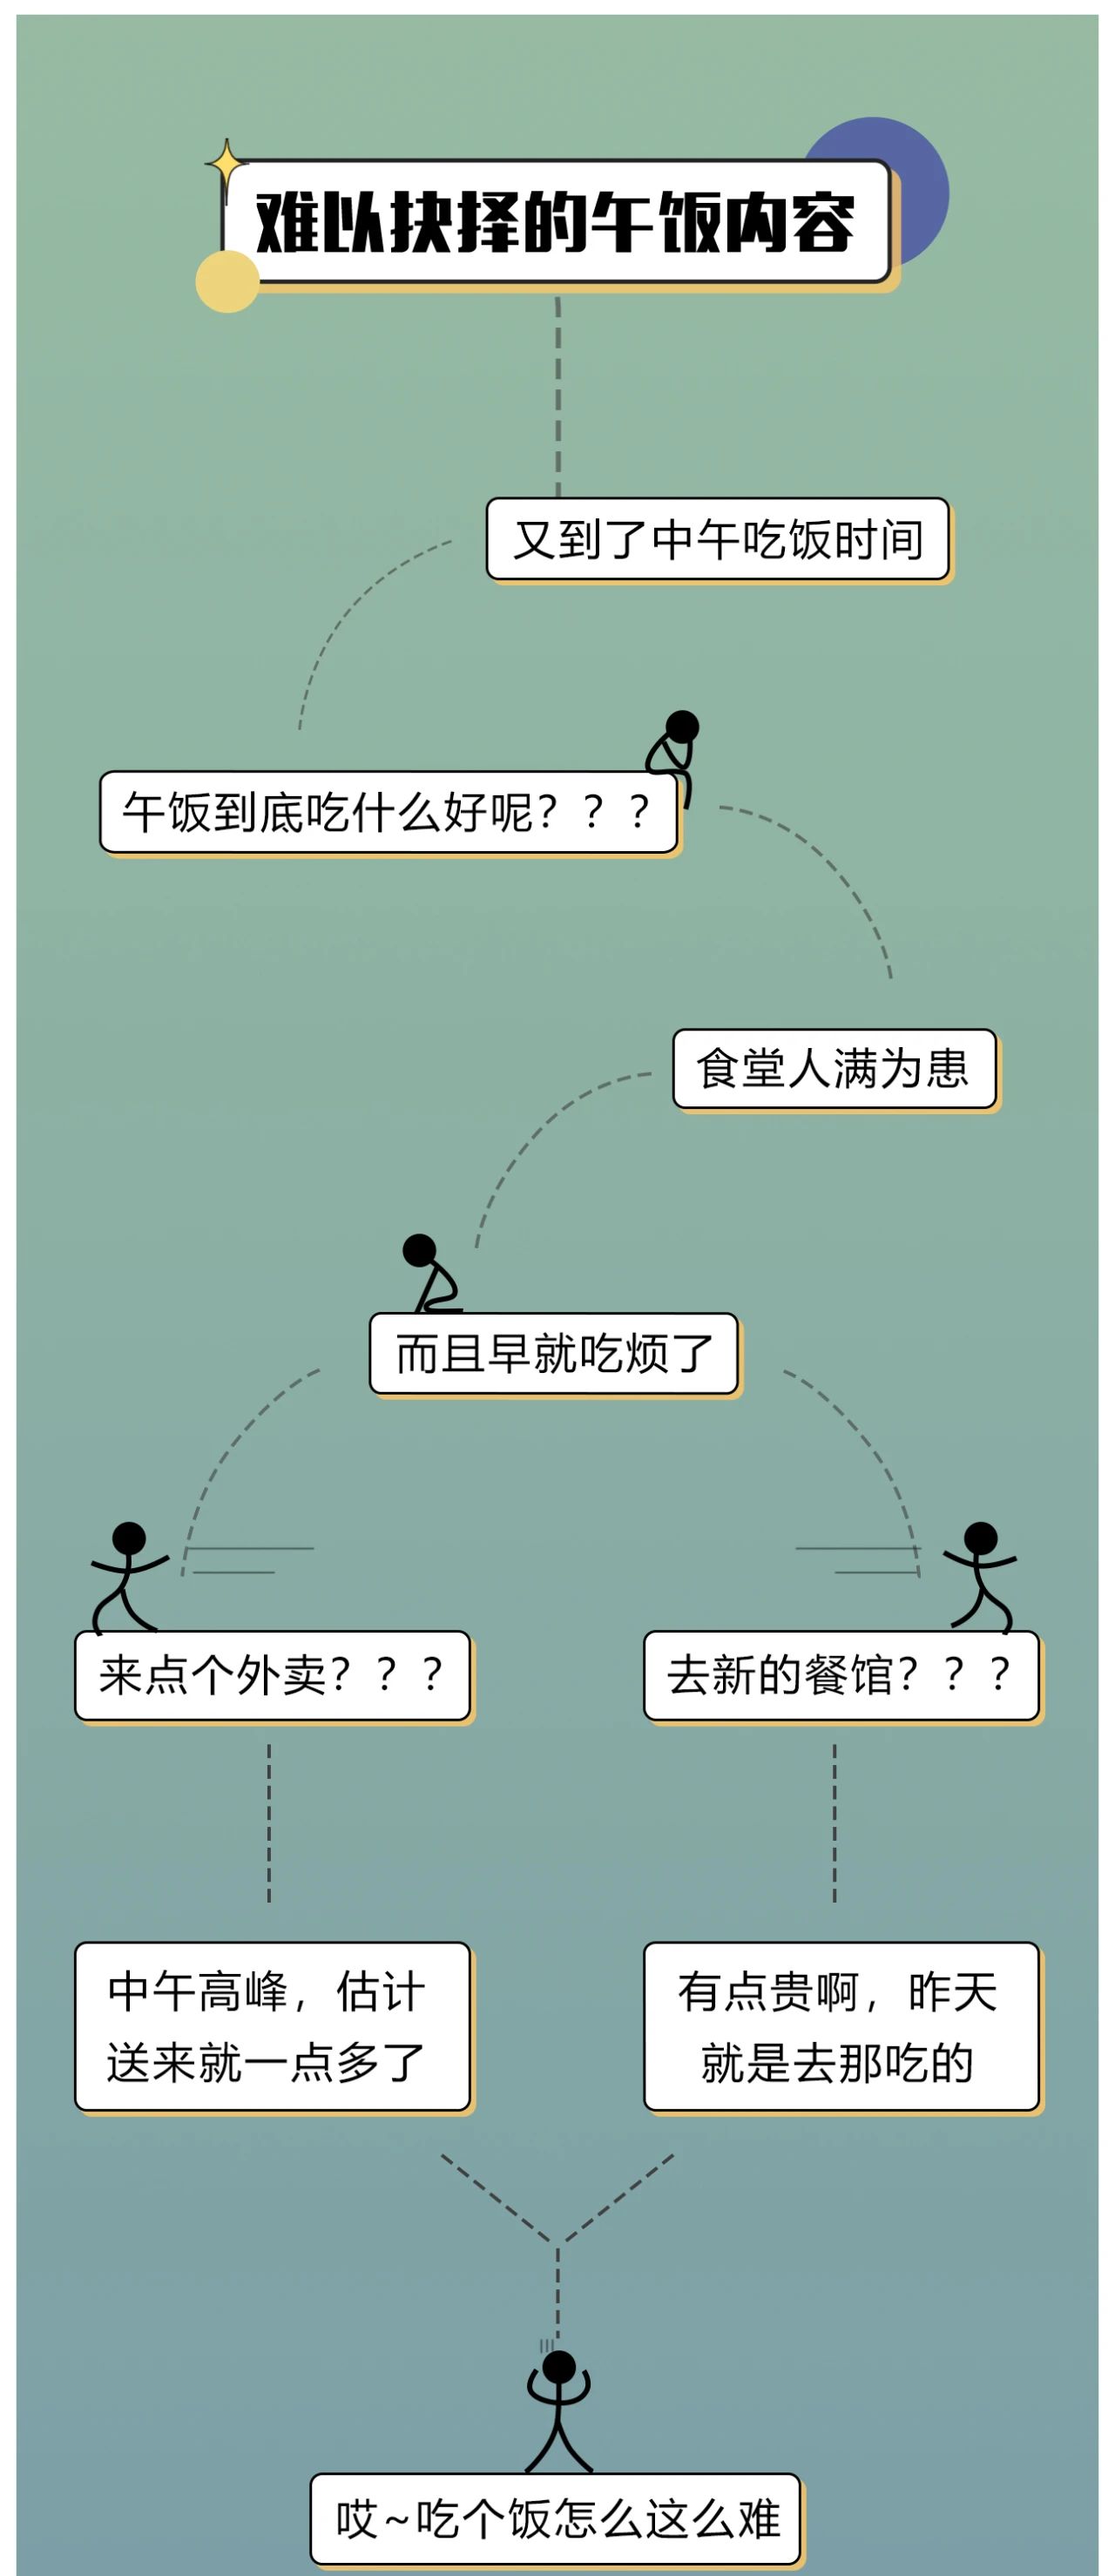 难以抉择的午饭内容
又到了中午吃饭时间
午饭到底吃什么好呢？？？
食堂人满为患
而且早就吃烦了
来点个外卖？？？
去新的餐馆？？？
中午高峰，估计
送来就一点多了
有点贵啊，昨天
就是去那吃的
哎~吃个饭怎么这么难